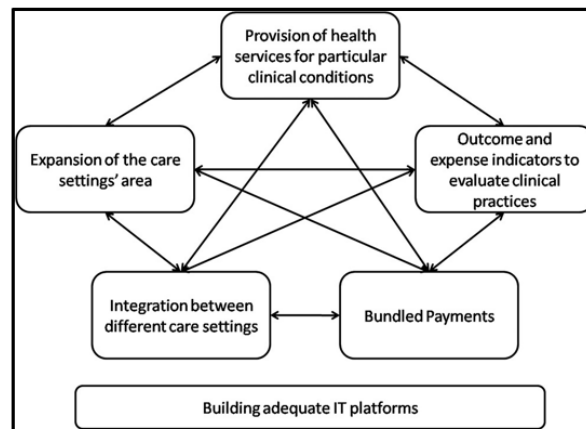 Provision of health
services for particular
clinical conditions
Expansion of the care
settings' area
Outcome and
expense indicators to
evaluate clinical
practices
Integration between
different care settings
Bundled Payments
Building adequate IT platforms